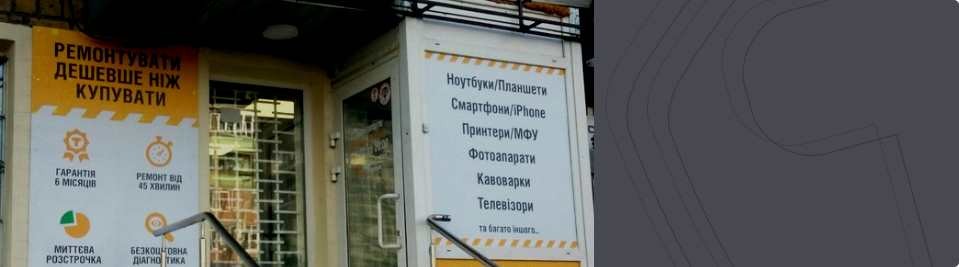 РЕМОНТУВАТИ
ДЕШЕВШЕ НІЖ
КУПУВАТИ
ГАРАНТІЯ
6 МІСЯЦІВ
РЕМОНТ ВІД
45 ХВИЛИН
МИТТЄВА
РОЗСТРОЧКА
БЕЗКОШТОВНА
ДІАГНОСТИКА
Ноутбуки/Планшети
Смартфони/iPhone
Принтери/МФУ
Фотоапарати
Кавоварки
Телевізори
та багато іншого...